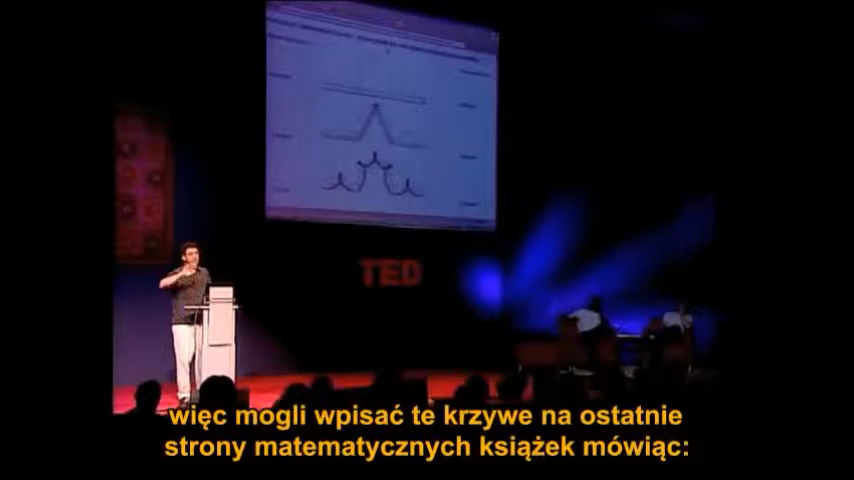 TED
więc mogli wpisać te krzywe na ostatnie
strony matematycznych książek mówiąc: